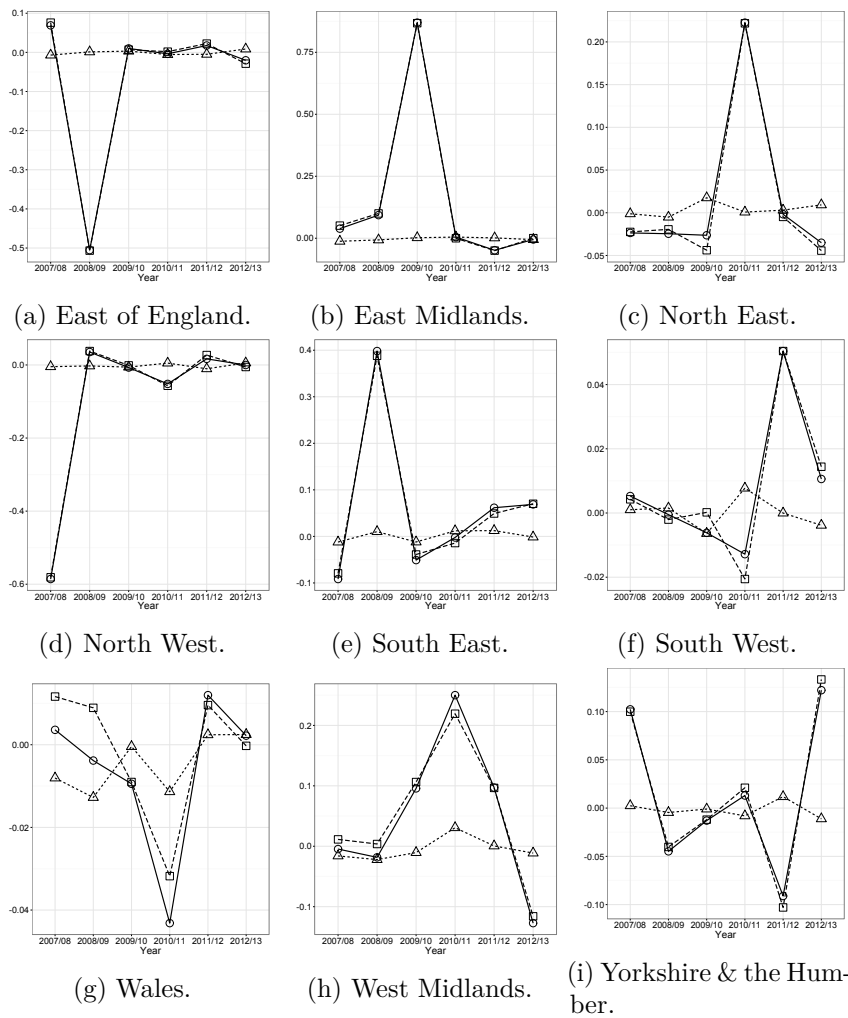 0.1
0.0
-0.1
-0.2
-0.3
-0.4
-0.5
2007/08 2008/09 2009/10 2010/11 2011/12 2012/13
Year
(a) East of England.
0.75
0.50
0.25
0.00
2007/08 2008/09 2009/10 2010/11 2011/12 2012/13
Year
(b) East Midlands.
0.20
0.15
0.10
0.05
0.00
-0.05
2007/08 2008/09 2009/10 2010/11 2011/12 2012/13
Year
(c) North East.
0.0
-0.2
-0.4
-0.6
2007/08 2008/09 2009/10 2010/11 2011/12 2012/13
Year
(d) North West.
0.4
0.3
0.2
0.1
0.0
-0.1
2007/08 2008/09 2009/10 2010/11 2011/12 2012/13
Year
(e) South East.
0.04
0.02
0.00
-0.02
2007/08 2008/09 2009/10 2010/11 2011/12 2012/13
Year
(f) South West.
0.00
-0.02
-0.04
2007/08 2008/09 2009/10 2010/11 2011/12 2012/13
Year
(g) Wales.
0.2
0.1
0.0
-0.1
2007/08 2008/09 2009/10 2010/11 2011/12 2012/13
Year
(h) West Midlands.
0.10
0.05
0.00
-0.05
-0.10
2007/08 2008/09 2009/10 2010/11 2011/12 2012/13
Year
(i) Yorkshire & the Hum-
ber.